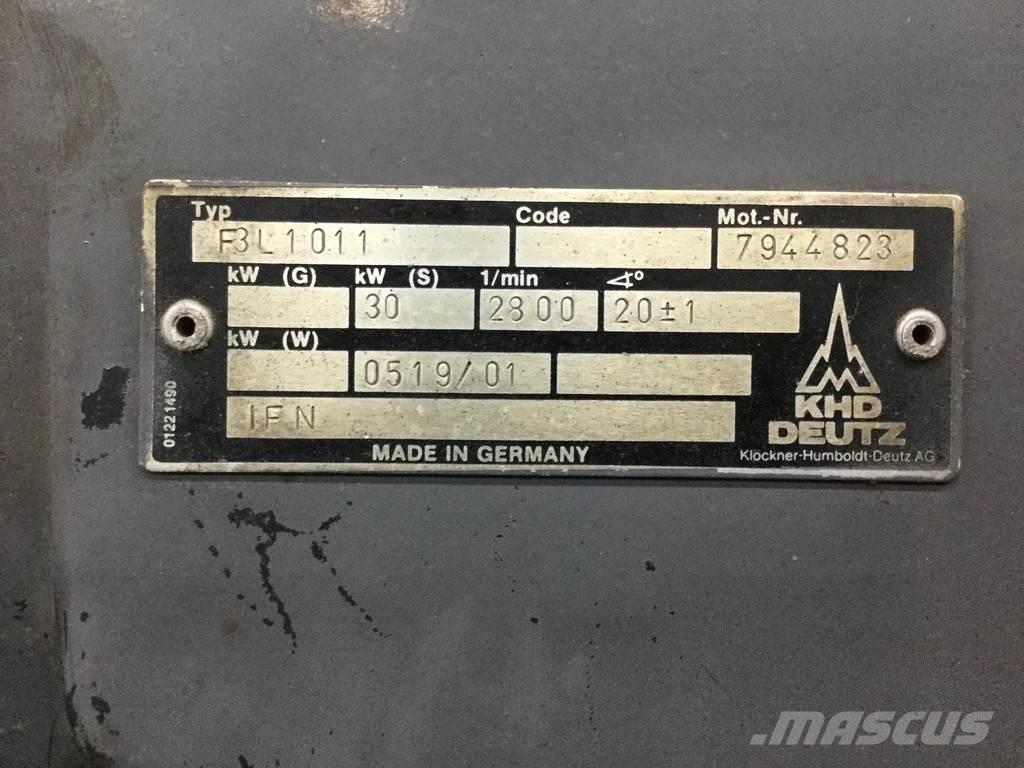 Typ Code Mot.-Nr.
F3L1011 7944823
kW (G) kW (S) 1/min ∢°
30 2800 20±1
kW (W)
0519/01
IFN
01221490
KHD
DEUTZ
MADE IN GERMANY
Klöckner-Humboldt-Deutz AG
MASCUS